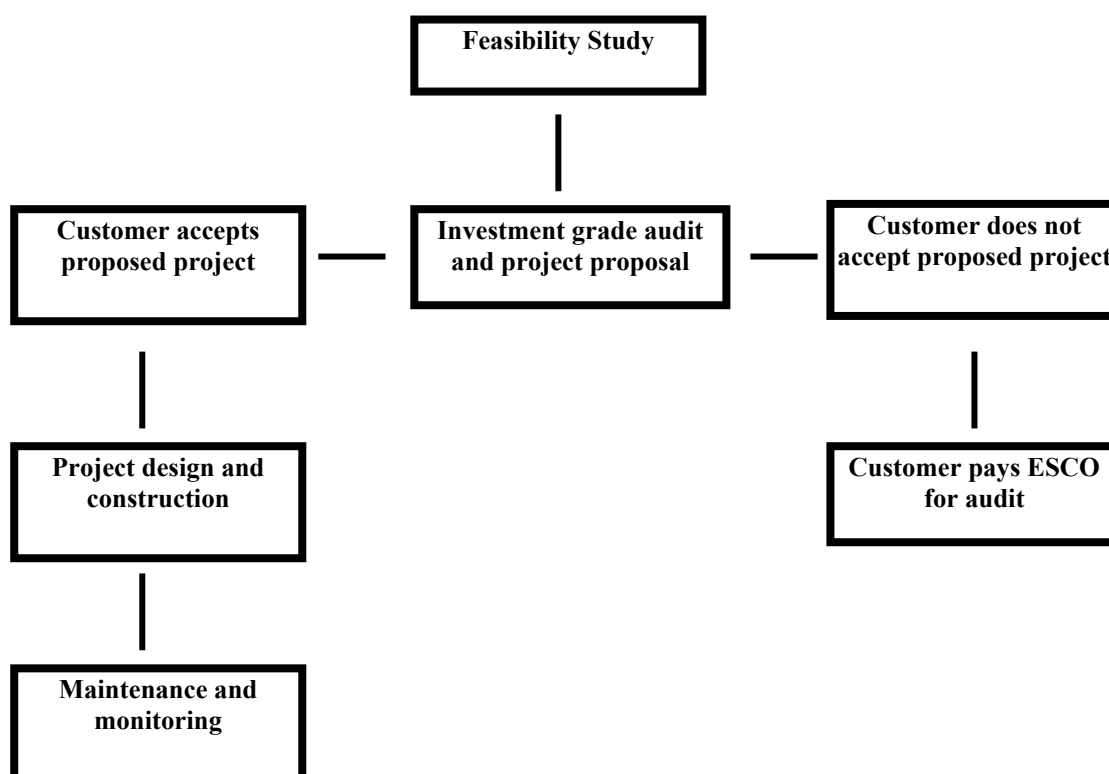 Feasibility Study
Customer accepts
proposed project
Investment grade audit
and project proposal
Customer does not
accept proposed project
Project design and
construction
Customer pays ESCO
for audit
Maintenance and
monitoring